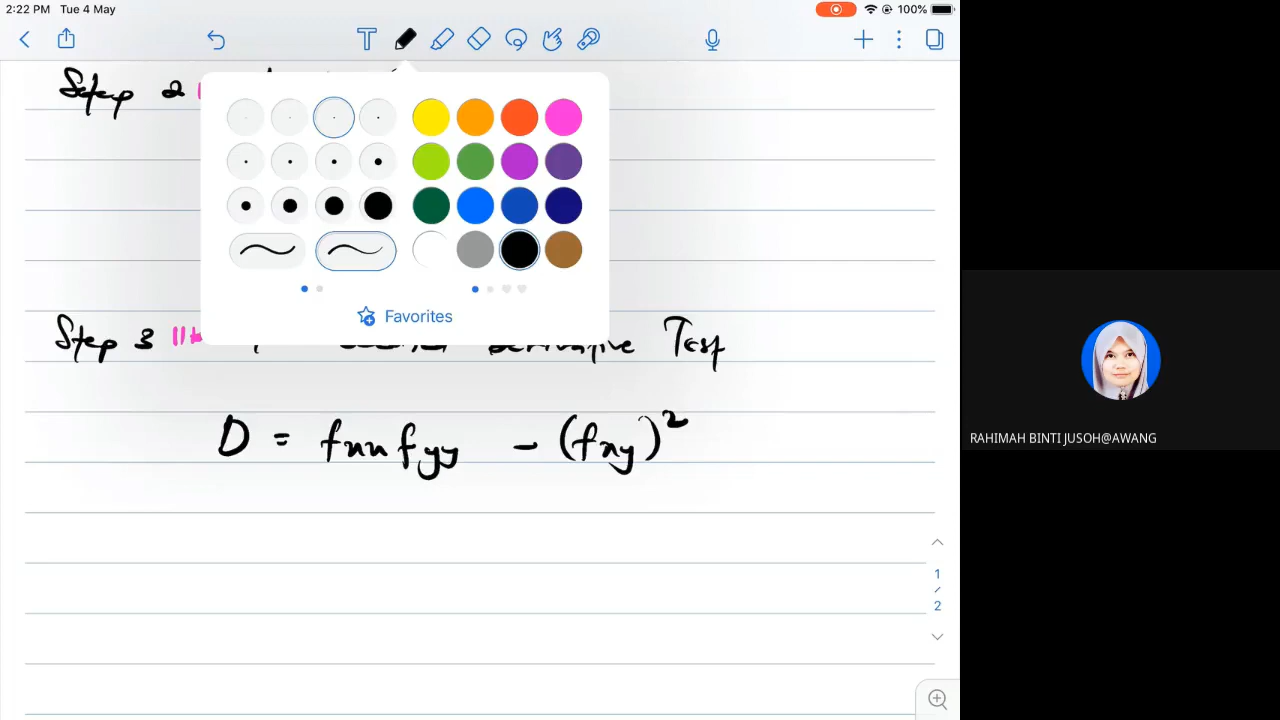 2:22 PM Tue 4 May 100%
Step 2
Favorites
Step 3 Derivative Test
D = fxx fyy - (fxy)²
1
/
2
RAHIMAH BINTI JUSOH@AWANG